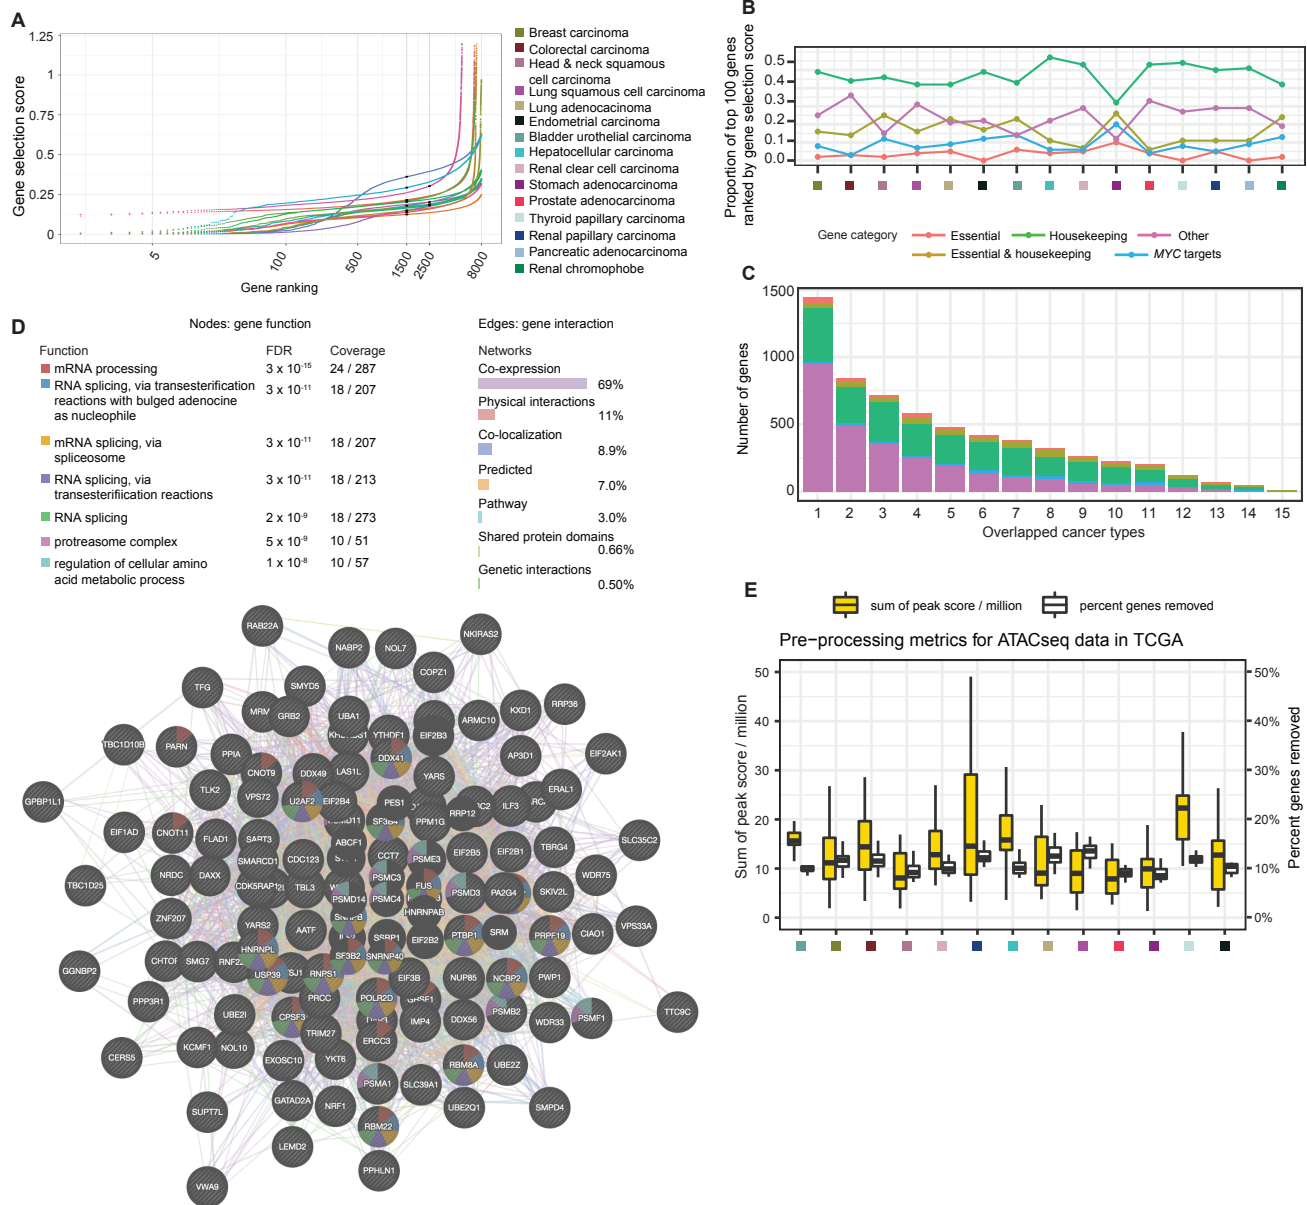 A
1.25
1
0.75
0.5
0.25
0
Gene selection score
5
100
500
1500
2500
8000
Gene ranking
Breast carcinoma
Colorectal carcinoma
Head & neck squamous
cell carcinoma
Lung squamous cell carcinoma
Lung adenocacinoma
Endometrial carcinoma
Bladder urothelial carcinoma
Hepatocellular carcinoma
Renal clear cell carcinoma
Stomach adenocarcinoma
Prostate adenocarcinoma
Thyroid papillary carcinoma
Renal papillary carcinoma
Pancreatic adenocarcinoma
Renal chromophobe
B
Proportion of top 100 genes
ranked by gene selection score
0.5
0.4
0.3
0.2
0.1
0.0
Gene category
Essential
Housekeeping
Other
Essential & housekeeping
MYC targets
C
1500
1000
500
0
Number of genes
1 2 3 4 5 6 7 8 9 10 11 12 13 14 15
Overlapped cancer types
D
Nodes: gene function
Function FDR Coverage
mRNA processing 3 x 10-15 24 / 287
RNA splicing, via transesterification
reactions with bulged adenocine
as nucleophile
3 x 10-11 18 / 207
mRNA splicing, via
spliceosome
3 x 10-11 18 / 207
RNA splicing, via
transesterifiication reactions
3 x 10-11 18 / 213
RNA splicing 2 x 10-9 18 / 273
protreasome complex 5 x 10-9 10 / 51
regulation of cellular amino
acid metabolic process
1 x 10-8 10 / 57
Edges: gene interaction
Networks
Co-expression
69%
Physical interactions
11%
Co-localization
8.9%
Predicted
7.0%
Pathway
3.0%
Shared protein domains
0.66%
Genetic interactions
0.50%
RAB22A
NABP2
NOL7
NKIRAS2
COPZ1
TFG
SMYD5
MRM
GRB2
UBA1
YTHDF1
EIF2B3
ARMC10
KXD1
RRP36
TBC1D10B
PARN
PPIA
CNOT9
DDX49
LAS1L
DDX41
YARS
AP3D1
EIF2AK1
GPBP1L1
TLK2
VPS72
U2AF2
EIF2B4
PES1
PPM1G
RRP12
ILF3
ERAL1
EIF1AD
CNOT11
FLAD1
SART3
ABCF1
SF3B4
SLC35C2
SMARCD1
CDC123
CCT7
PSME3
EIF2B5
EIF2B1
TBRG4
TBC1D25
NRDC
DAXX
CDK5RAP1
TBL3
PSMC3
PSMD14
PSMC4
FUS
PSMD3
PA2G4
SKIV2L
WDR75
ZNF207
YARS2
AATF
SNRPB
HNRNPAB
SSRP1
EIF2B2
PTBP1
SRM
PRPF19
CIAO1
VPS33A
GGNBP2
SMG7
HNRNPL
USP39
RNPS1
SF3B2
SNRNP40
EIF3B
NUP85
NCBP2
PWP1
PPP3R1
UBE2I
PRCC
CPSF3
POLR2D
TRIM27
IMP4
DDX56
PSMB2
WDR33
PSMF1
TTC9C
CERS5
KCMF1
NOL10
EXOSC10
YKT6
ERCC3
PSMA1
SLC39A1
RBM8A
UBE2Z
SUPT7L
GATAD2A
NRF1
RBM22
UBE2Q1
SMPD4
LEMD2
PPHLN1
VWA9
E
sum of peak score / million
percent genes removed
Pre−processing metrics for ATACseq data in TCGA
50
40
30
20
10
0
Sum of peak score / million
50%
40%
30%
20%
10%
0%
Percent genes removed